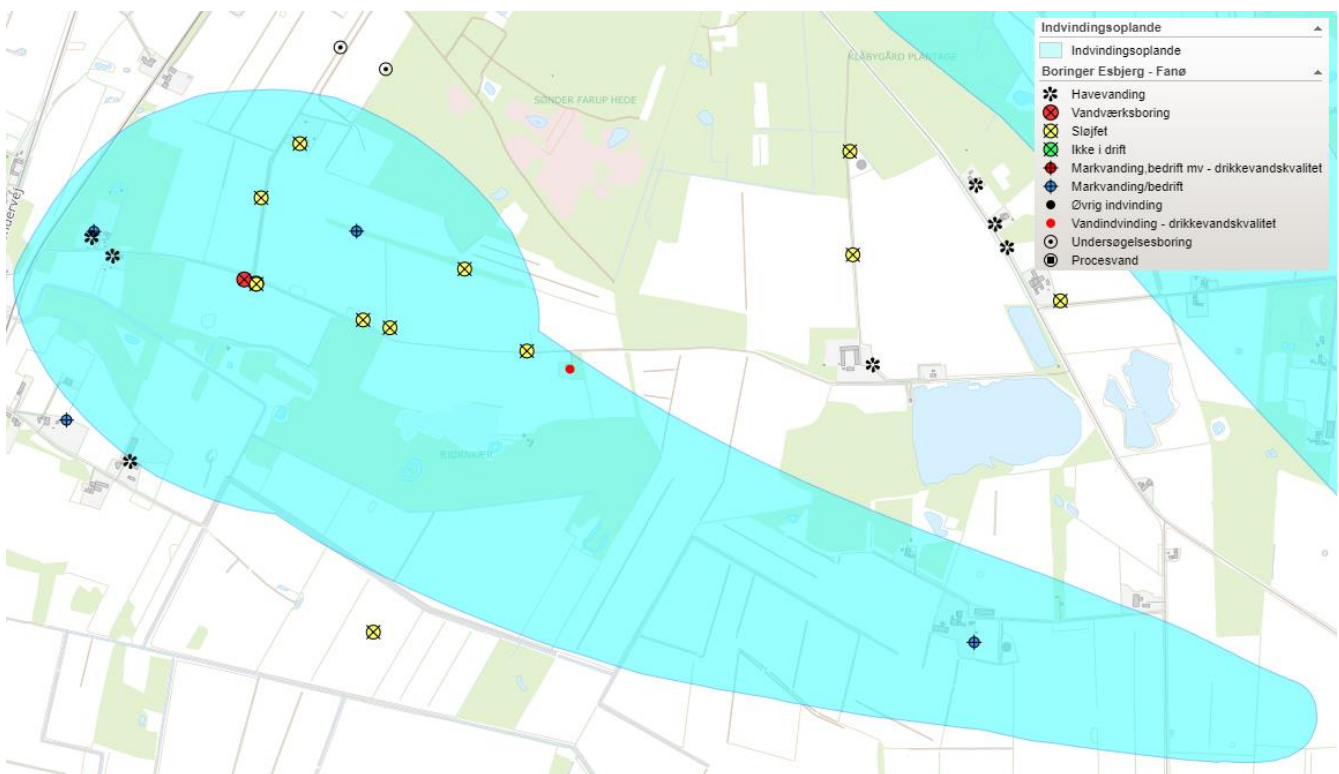 Indvindingsoplande
Indvindingsoplande
Boringer Esbjerg - Fanø
Havevanding
Vandværksboring
Sløjfet
Ikke i drift
Markvanding,bedrift mv - drikkevandskvalitet
Markvanding/bedrift
Øvrig indvinding
Vandindvinding - drikkevandskvalitet
Undersøgelsesboring
Procesvand
KLÅBYGÅRD PLANTAGE
SØNDER FARUP HEDE